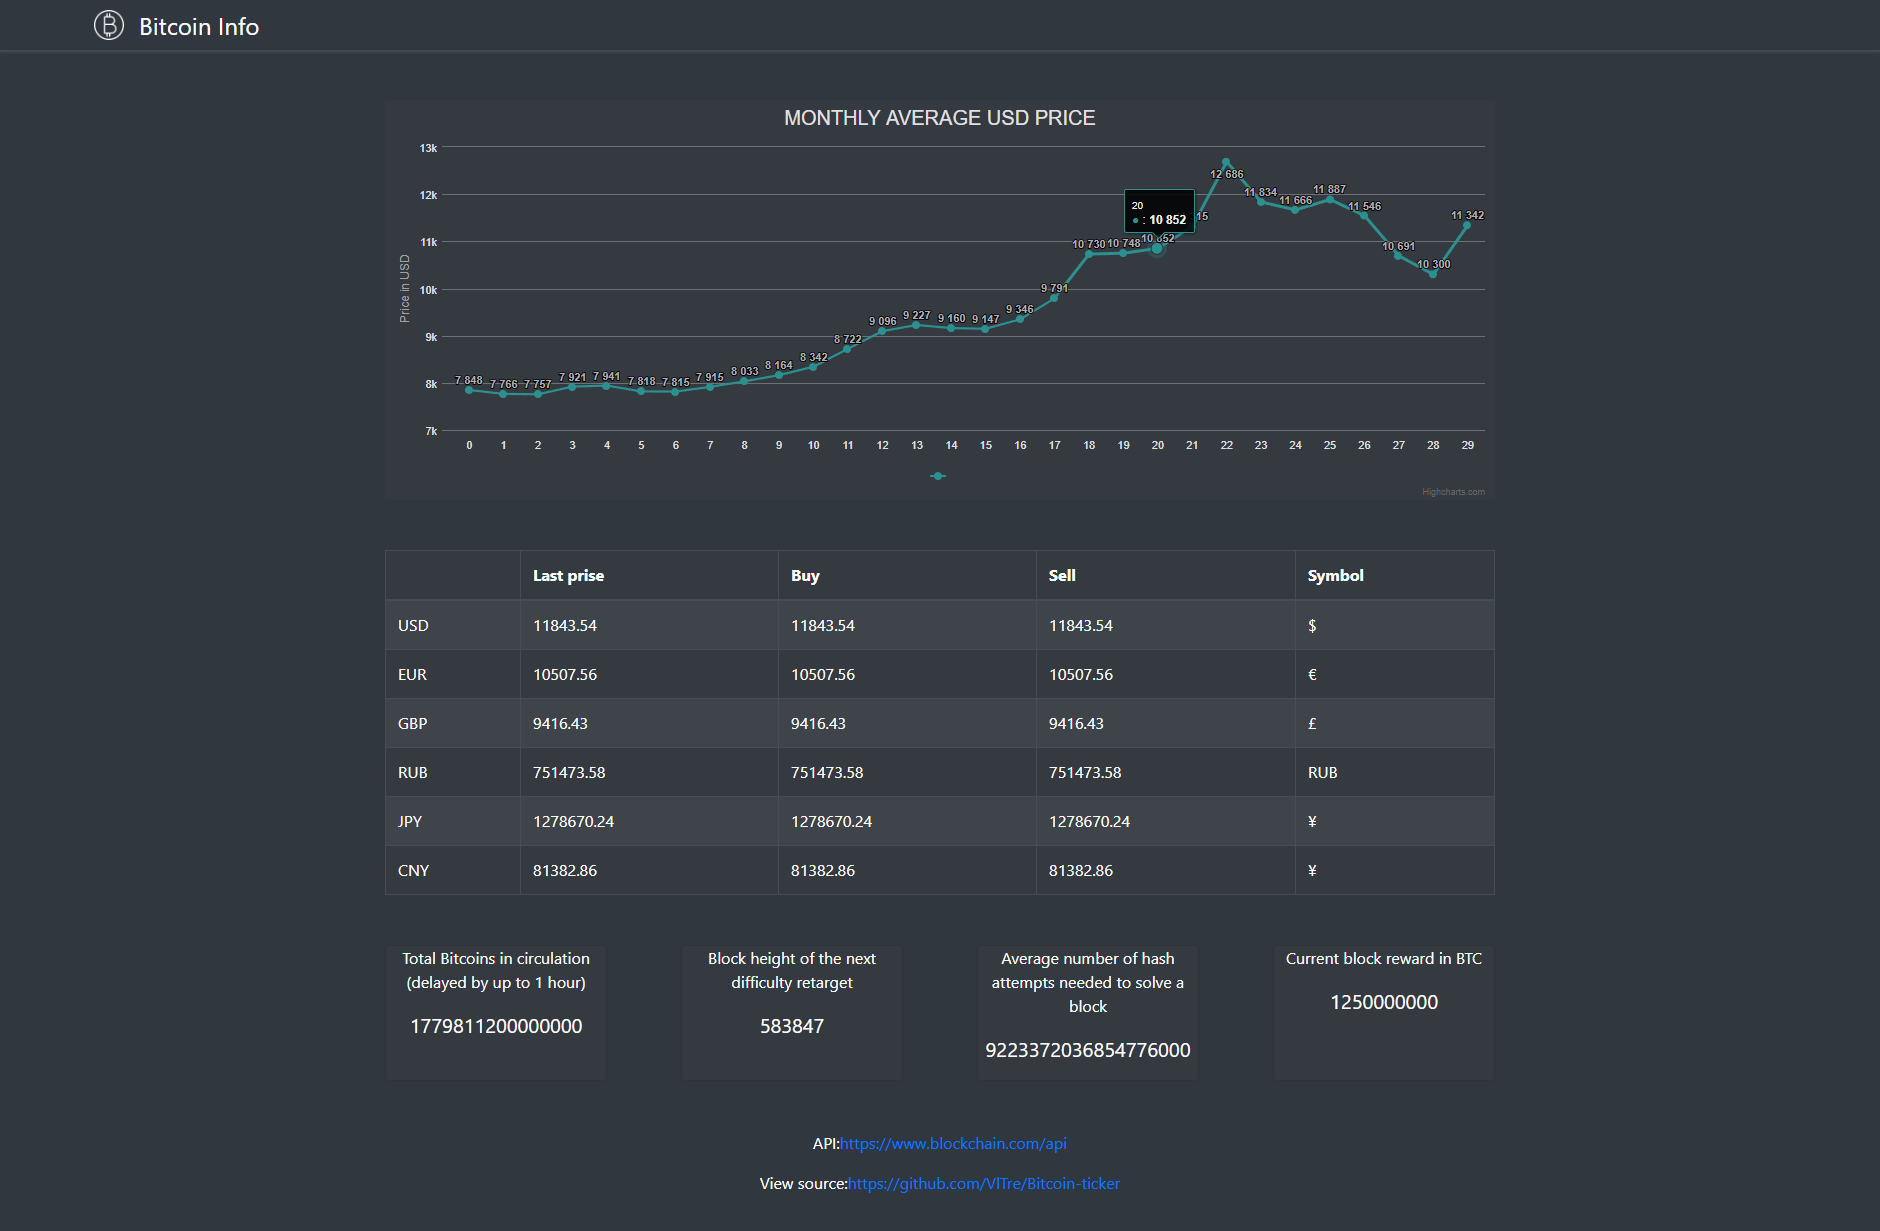 Bitcoin Info
MONTHLY AVERAGE USD PRICE
Price in USD
13k
12k
11k
10k
9k
8k
7k
7 848 7 766 7 757 7 921 7 941 7 818 7 815 7 915 8 033 8 164 8 342 8 722 9 096 9 227 9 160 9 147 9 346 9 791 10 730 10 748 10 852 15 12 686 11 834 11 666 11 887 11 546 10 691 10 300 11 342
20
: 10 852
0 1 2 3 4 5 6 7 8 9 10 11 12 13 14 15 16 17 18 19 20 21 22 23 24 25 26 27 28 29
Highcharts.com
Last prise Buy Sell Symbol
USD 11843.54 11843.54 11843.54 $
EUR 10507.56 10507.56 10507.56 €
GBP 9416.43 9416.43 9416.43 £
RUB 751473.58 751473.58 751473.58 RUB
JPY 1278670.24 1278670.24 1278670.24 ¥
CNY 81382.86 81382.86 81382.86 ¥
Total Bitcoins in circulation
(delayed by up to 1 hour)
1779811200000000
Block height of the next
difficulty retarget
583847
Average number of hash
attempts needed to solve a
block
9223372036854776000
Current block reward in BTC
1250000000
API:https://www.blockchain.com/api
View source:https://github.com/VlTre/Bitcoin-ticker